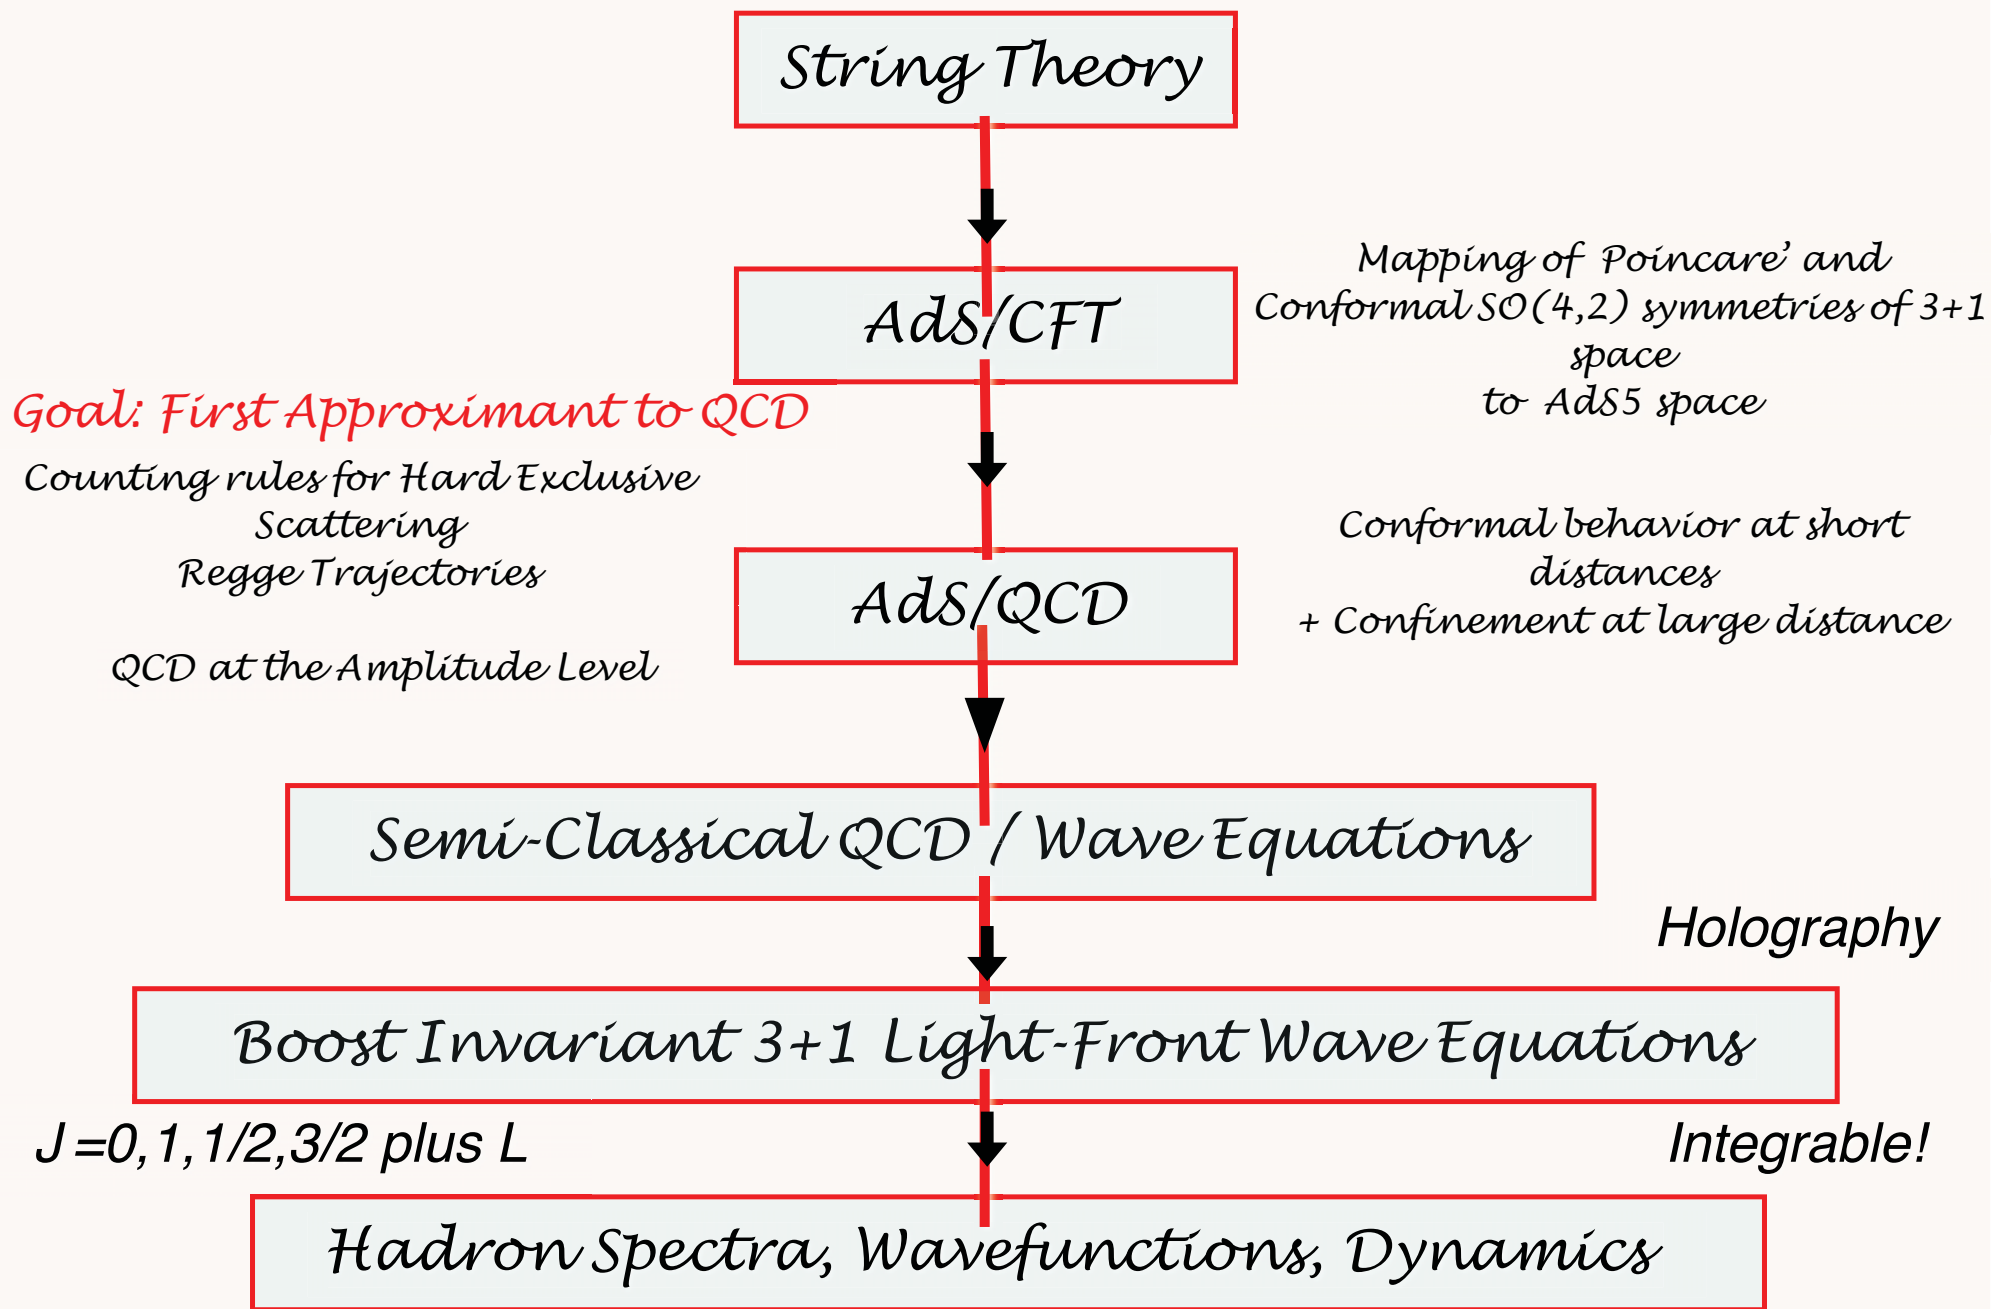 String Theory
AdS/CFT
Mapping of Poincare' and
Conformal SO(4,2) symmetries of 3+1
space
to AdS5 space
Goal: First Approximant to QCD
Counting rules for Hard Exclusive
Scattering
Regge Trajectories
QCD at the Amplitude Level
AdS/QCD
Conformal behavior at short
distances
+ Confinement at large distance
Semi-Classical QCD / Wave Equations
Holography
Boost Invariant 3+1 Light-Front Wave Equations
J =0,1,1/2,3/2 plus L
Integrable!
Hadron Spectra, Wavefunctions, Dynamics